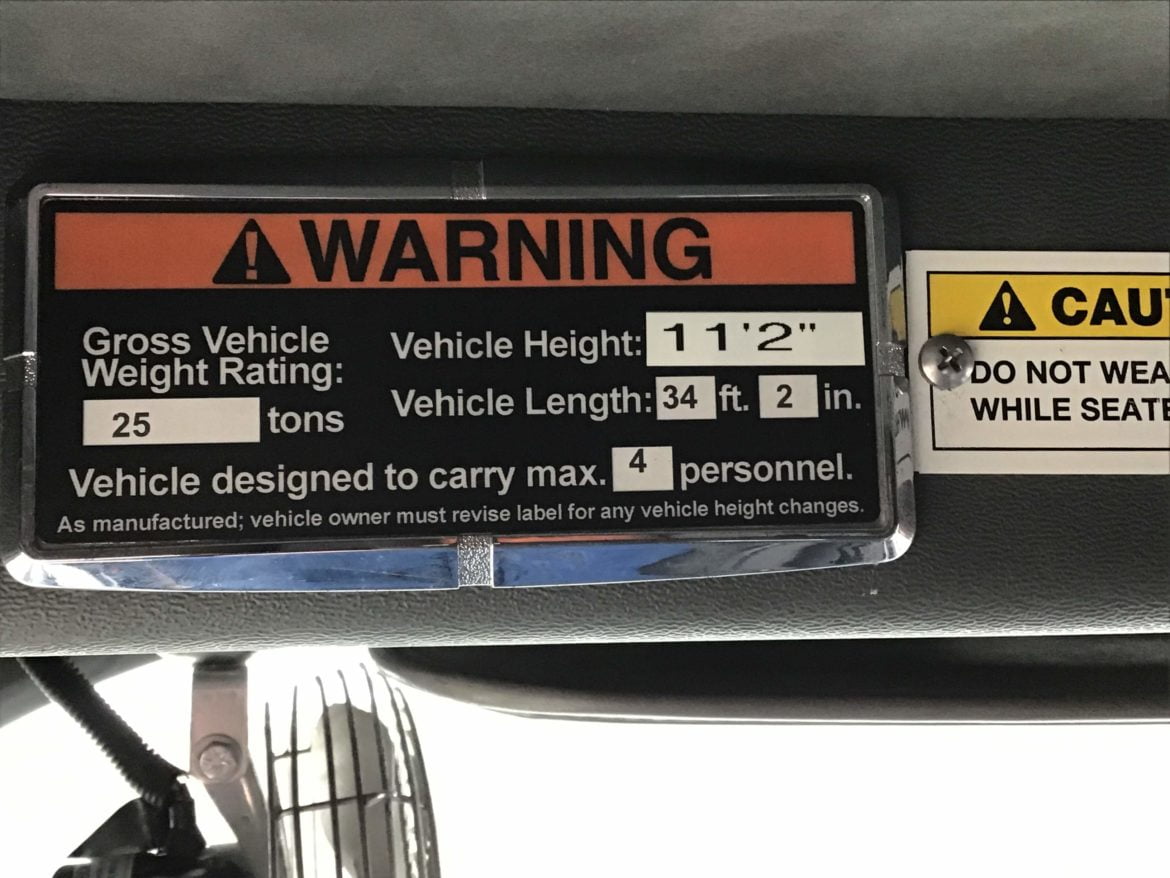 WARNING
Gross Vehicle
Weight Rating:
25 tons
Vehicle Height: 11'2"
Vehicle Length: 34 ft. 2 in.
Vehicle designed to carry max. 4 personnel.
As manufactured; vehicle owner must revise label for any vehicle height changes.
CAU
DO NOT WEA
WHILE SEATE